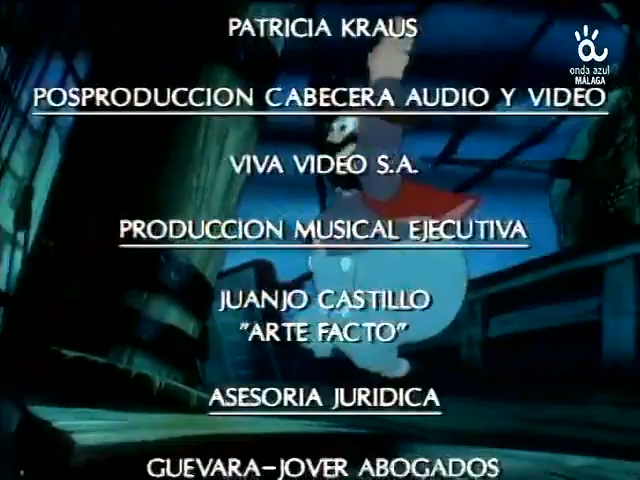 PATRICIA KRAUS
onda azul
MÁLAGA
POSPRODUCCION CABECERA AUDIO Y VIDEO
VIVA VIDEO S.A.
PRODUCCION MUSICAL EJECUTIVA
JUANJO CASTILLO
"ARTE FACTO"
ASESORIA JURIDICA
GUEVARA-JOVER ABOGADOS